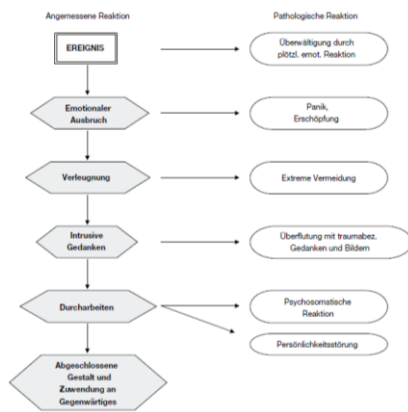 Angemessene Reaktion
Pathologische Reaktion
EREIGNIS
Überwältigung durch
plötzl. emot. Reaktion
Emotionaler
Ausbruch
Panik,
Erschöpfung
Verleugnung
Extreme Vermeidung
Intrusive
Gedanken
Überflutung mit traumabez.
Gedanken und Bildern
Durcharbeiten
Psychosomatische
Reaktion
Persönlichkeitsstörung
Abgeschlossene
Gestalt und
Zuwendung an
Gegenwärtiges